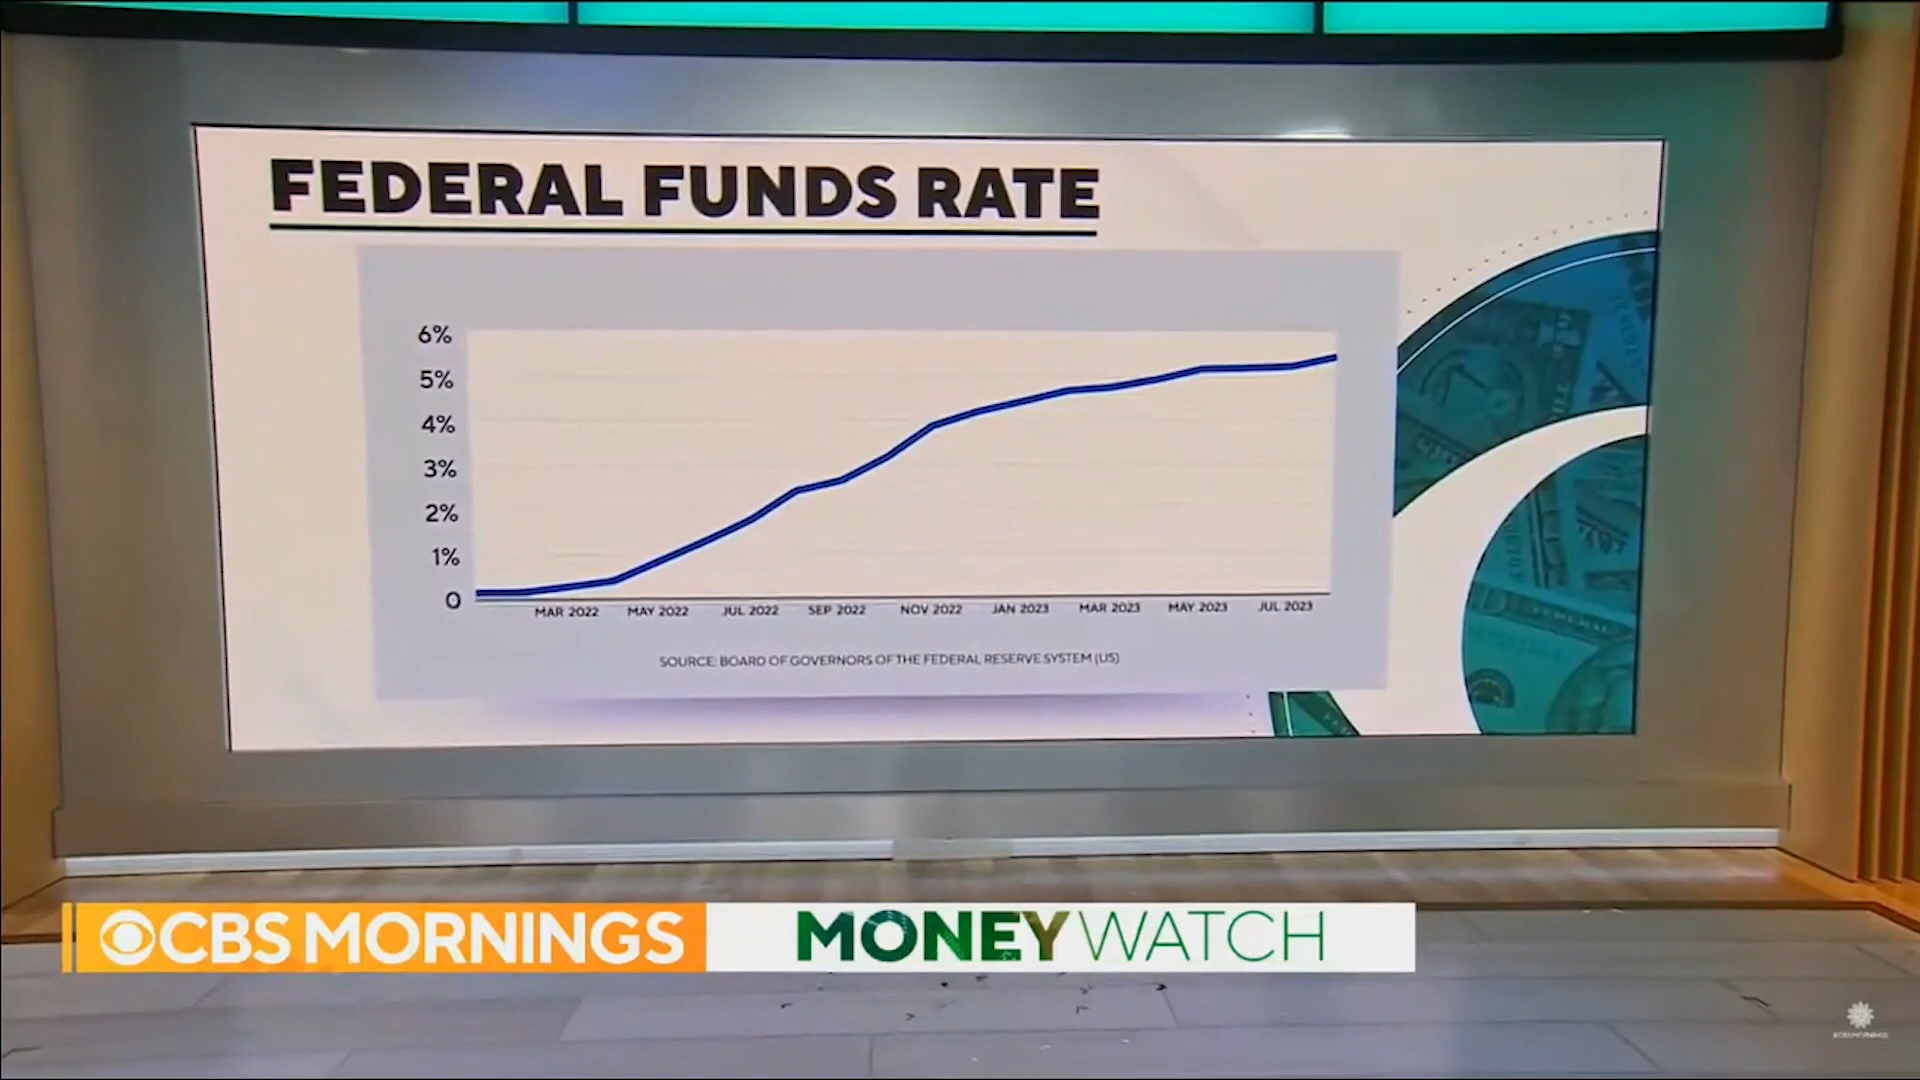 FEDERAL FUNDS RATE
6%
5%
4%
3%
2%
1%
0
MAR 2022 MAY 2022 JUL 2022 SEP 2022 NOV 2022 JAN 2023 MAR 2023 MAY 2023 JUL 2023
SOURCE: BOARD OF GOVERNORS OF THE FEDERAL RESERVE SYSTEM (US)
CBS MORNINGS MONEYWATCH
#CBSMORNINGS